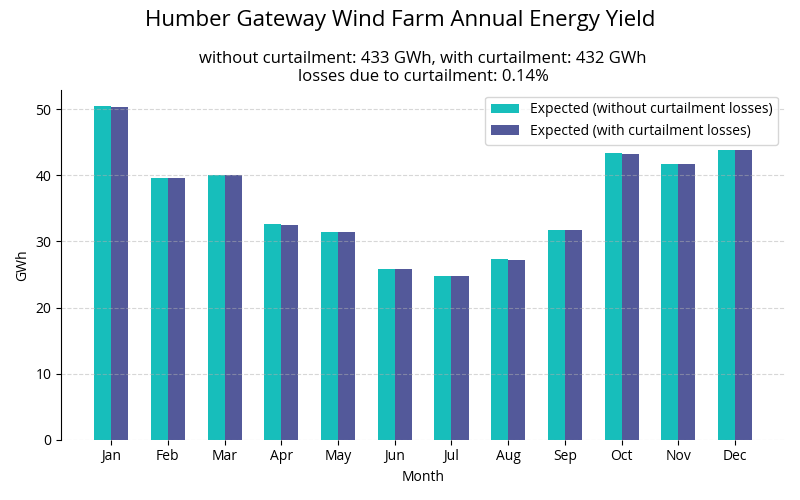 Humber Gateway Wind Farm Annual Energy Yield
without curtailment: 433 GWh, with curtailment: 432 GWh
losses due to curtailment: 0.14%
Expected (without curtailment losses)
Expected (with curtailment losses)
50
40
30
20
10
0
GWh
Jan Feb Mar Apr May Jun Jul Aug Sep Oct Nov Dec
Month